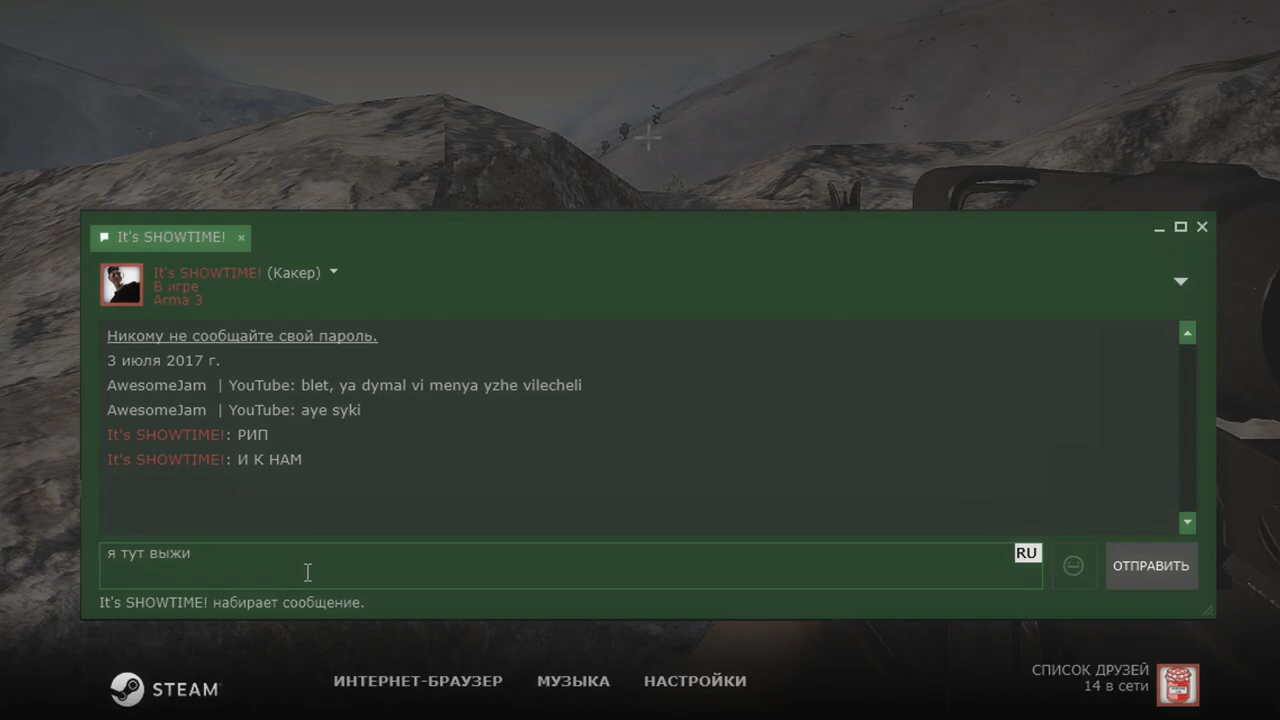 It's SHOWTIME! ×
It's SHOWTIME! (Какер)
В игре
Arma 3
Никому не сообщайте свой пароль.
3 июля 2017 г.
AwesomeJam | YouTube: blet, ya dymal vi menya yzhe vilecheli
AwesomeJam | YouTube: aye syki
It's SHOWTIME!: РИП
It's SHOWTIME!: И К НАМ
я тут выжи
RU
ОТПРАВИТЬ
It's SHOWTIME! набирает сообщение.
STEAM
ИНТЕРНЕТ-БРАУЗЕР МУЗЫКА НАСТРОЙКИ
СПИСОК ДРУЗЕЙ
14 в сети